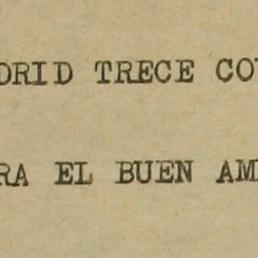 DRID TRECE CO
RA EL BUEN AM